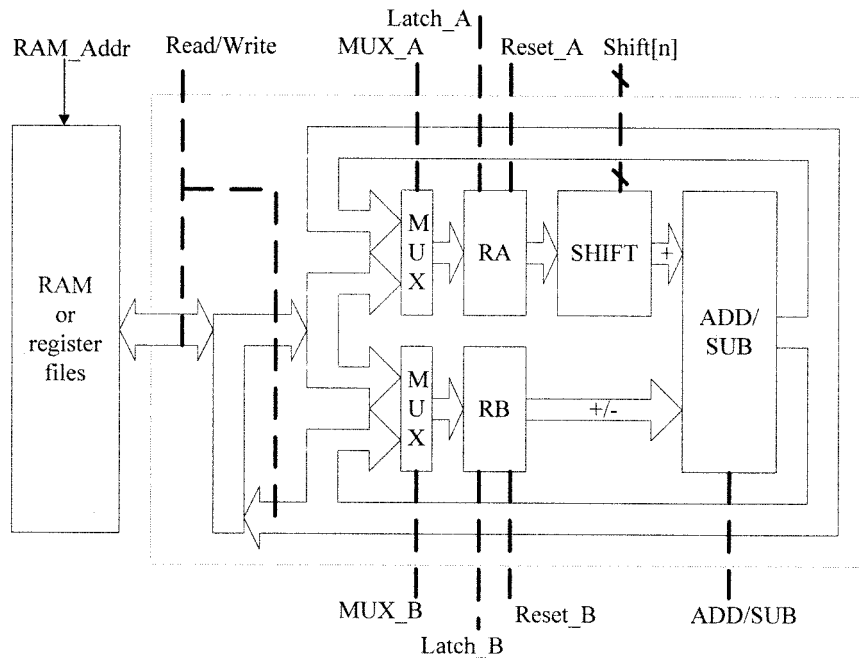 Latch_A
RAM_Addr
Read/Write
MUX_A
Reset_A
Shift[n]
RAM
or
register
files
M
U
X
RA
SHIFT
+
ADD/
SUB
M
U
X
RB
+/-
MUX_B
Latch_B
Reset_B
ADD/SUB